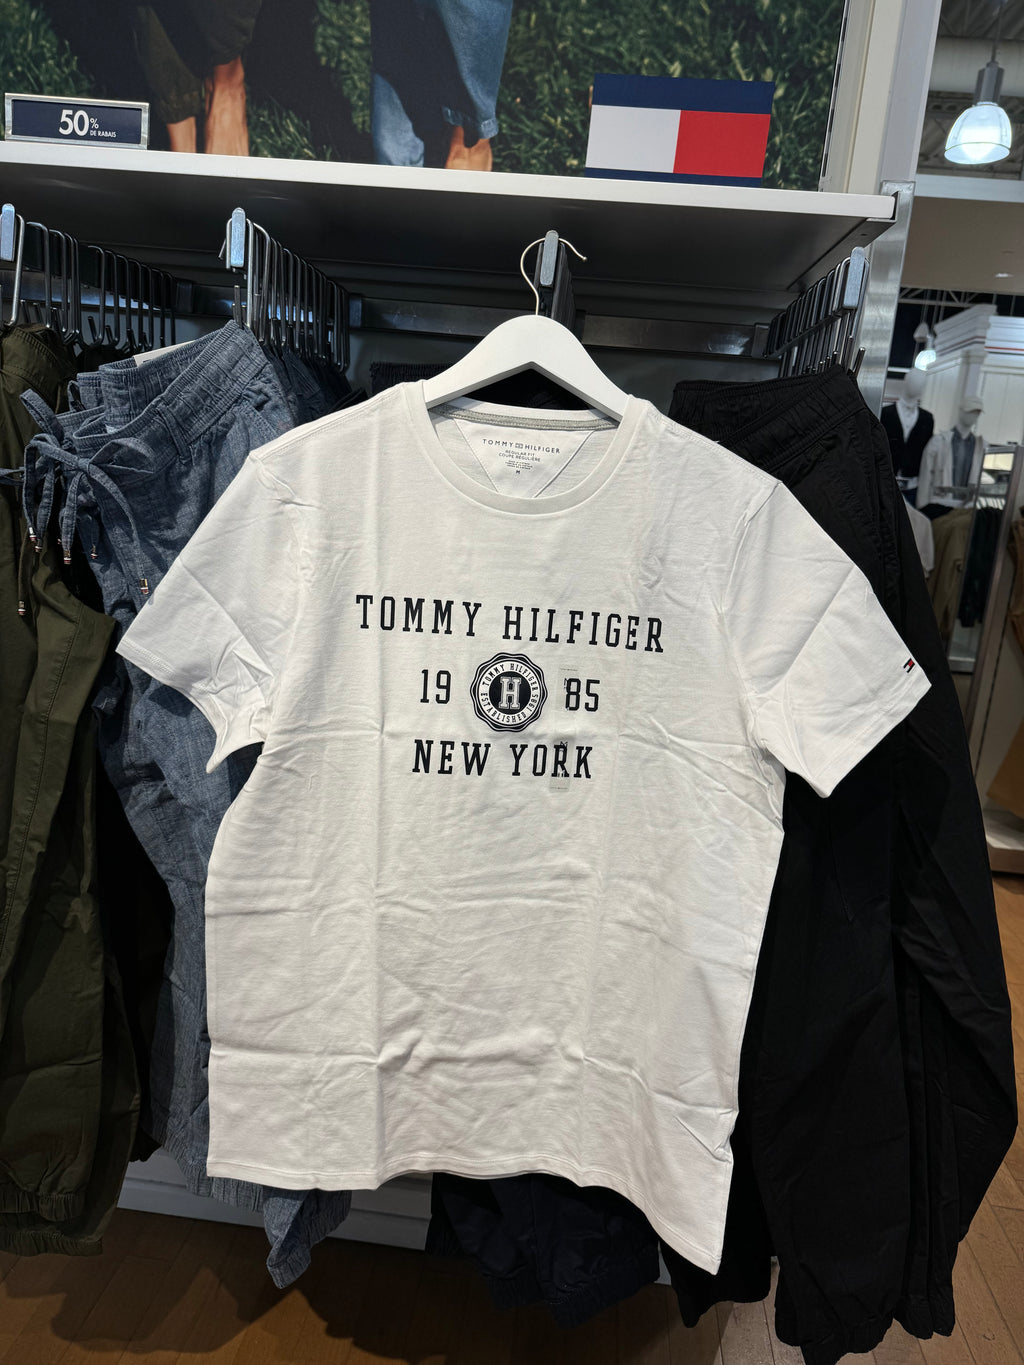 50%
DE RABAIS
TOMMY HILFIGER
REGULAR FIT
COUPE RÉGULIÈRE
M
TOMMY HILFIGER
19 85
TOMMY HILFIGER
H
ESTABLISHED 1985
NEW YORK